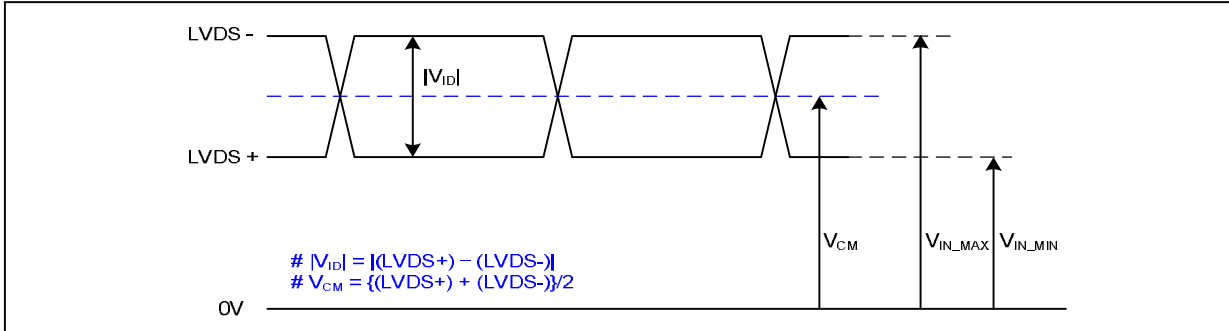 LVDS -
|VID|
LVDS +
VCM
VIN_MAX
VIN_MIN
# |VID| = |(LVDS+) – (LVDS-)|
# VCM = {(LVDS+) + (LVDS-)}/2
0V